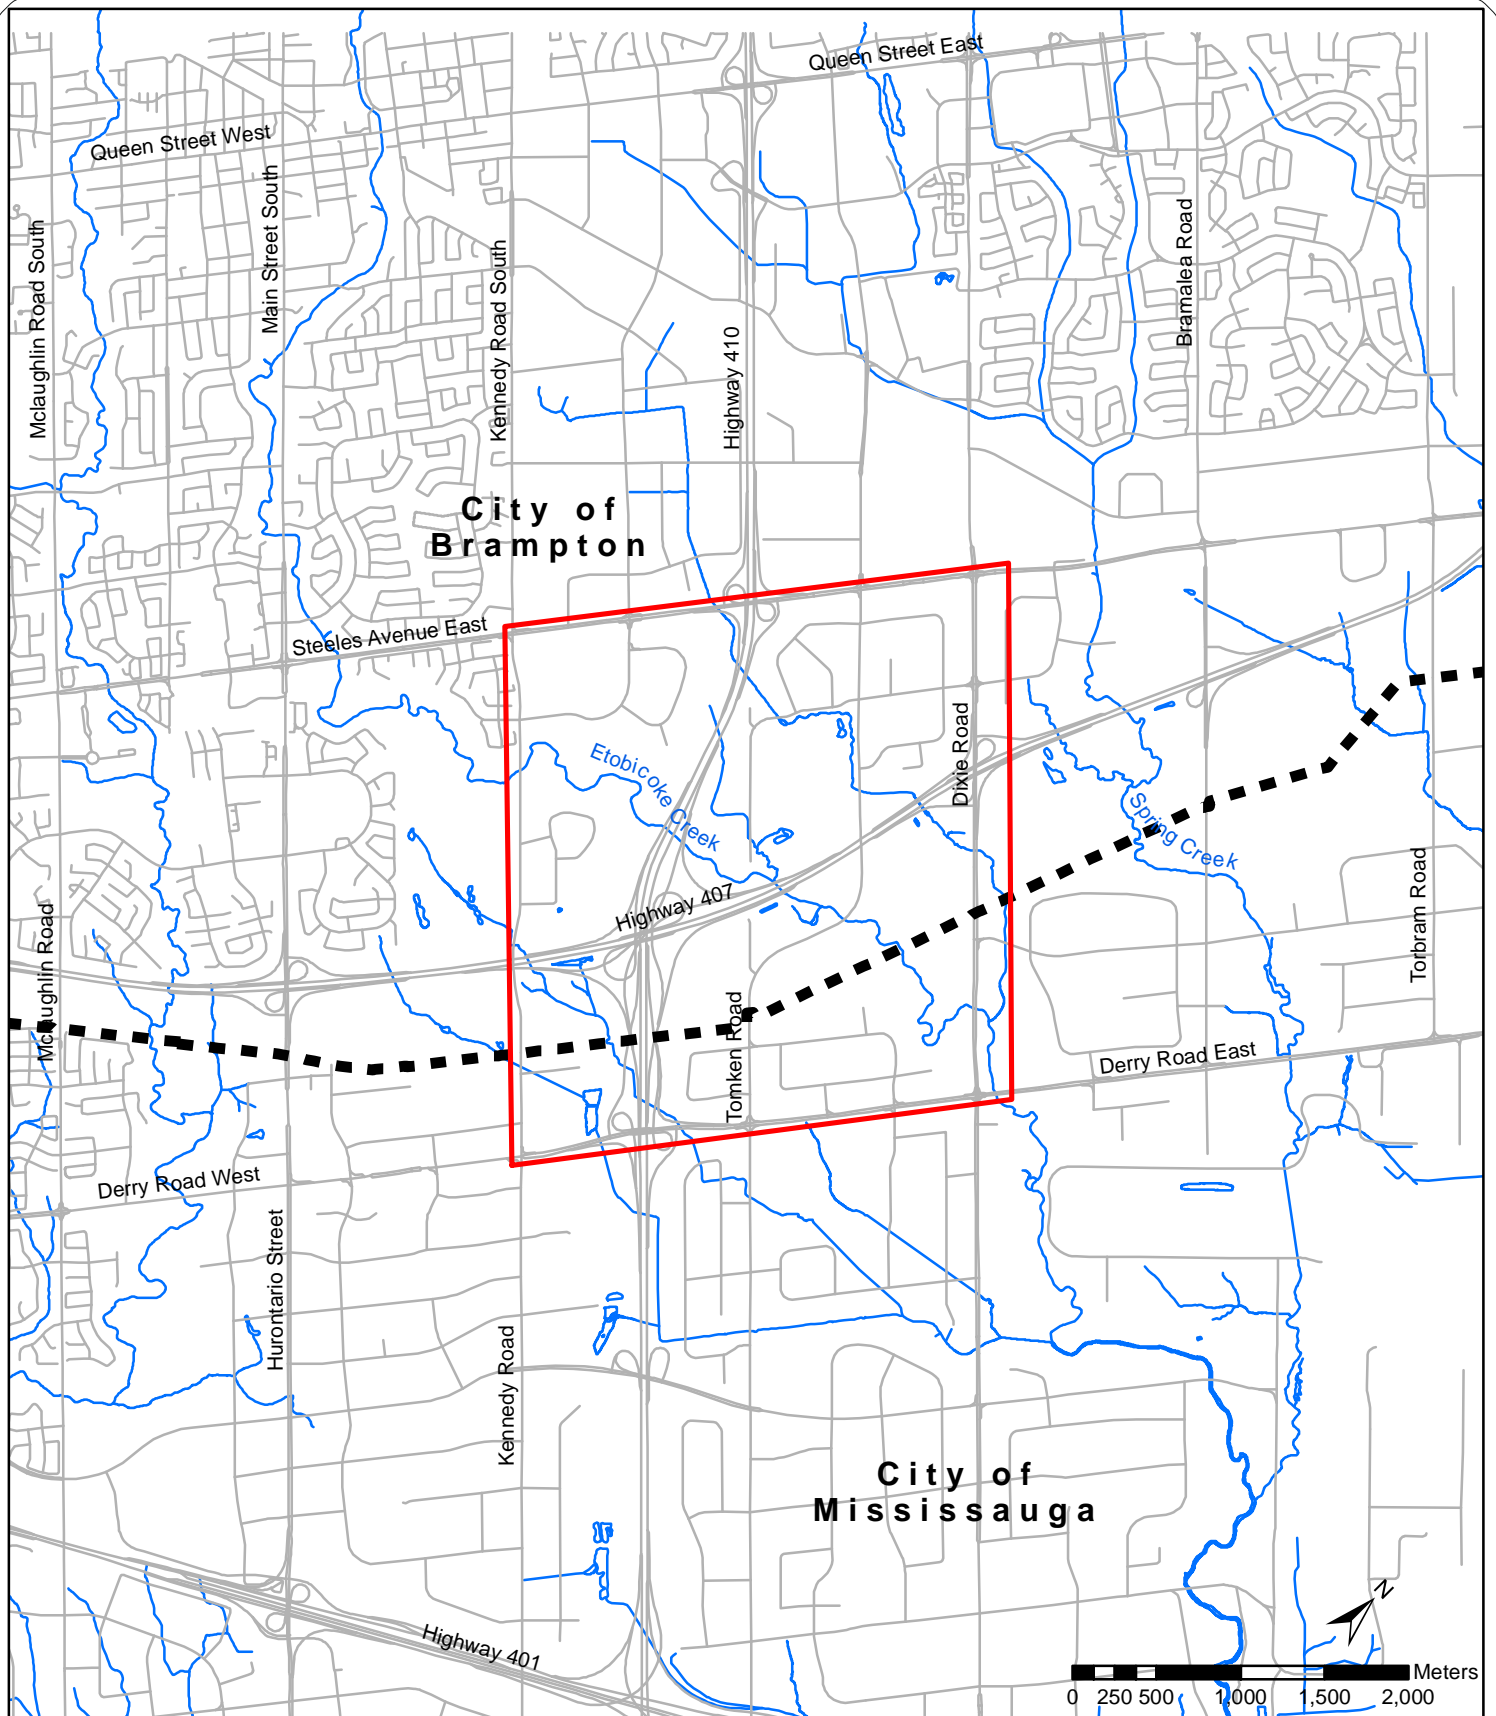 Queen Street East
Queen Street West
Main Street South
Mclaughlin Road South
Kennedy Road South
Bramalea Road
Highway 410
City of
Brampton
Steeles Avenue East
Etobicoke Creek
Dixie Road
Spring Creek
Highway 407
Torbram Road
Mclaughlin Road
Tomken Road
Derry Road East
Derry Road West
Hurontario Street
Kennedy Road
City of
Mississauga
Highway 401
N
Meters
0 250 500 1,000 1,500 2,000